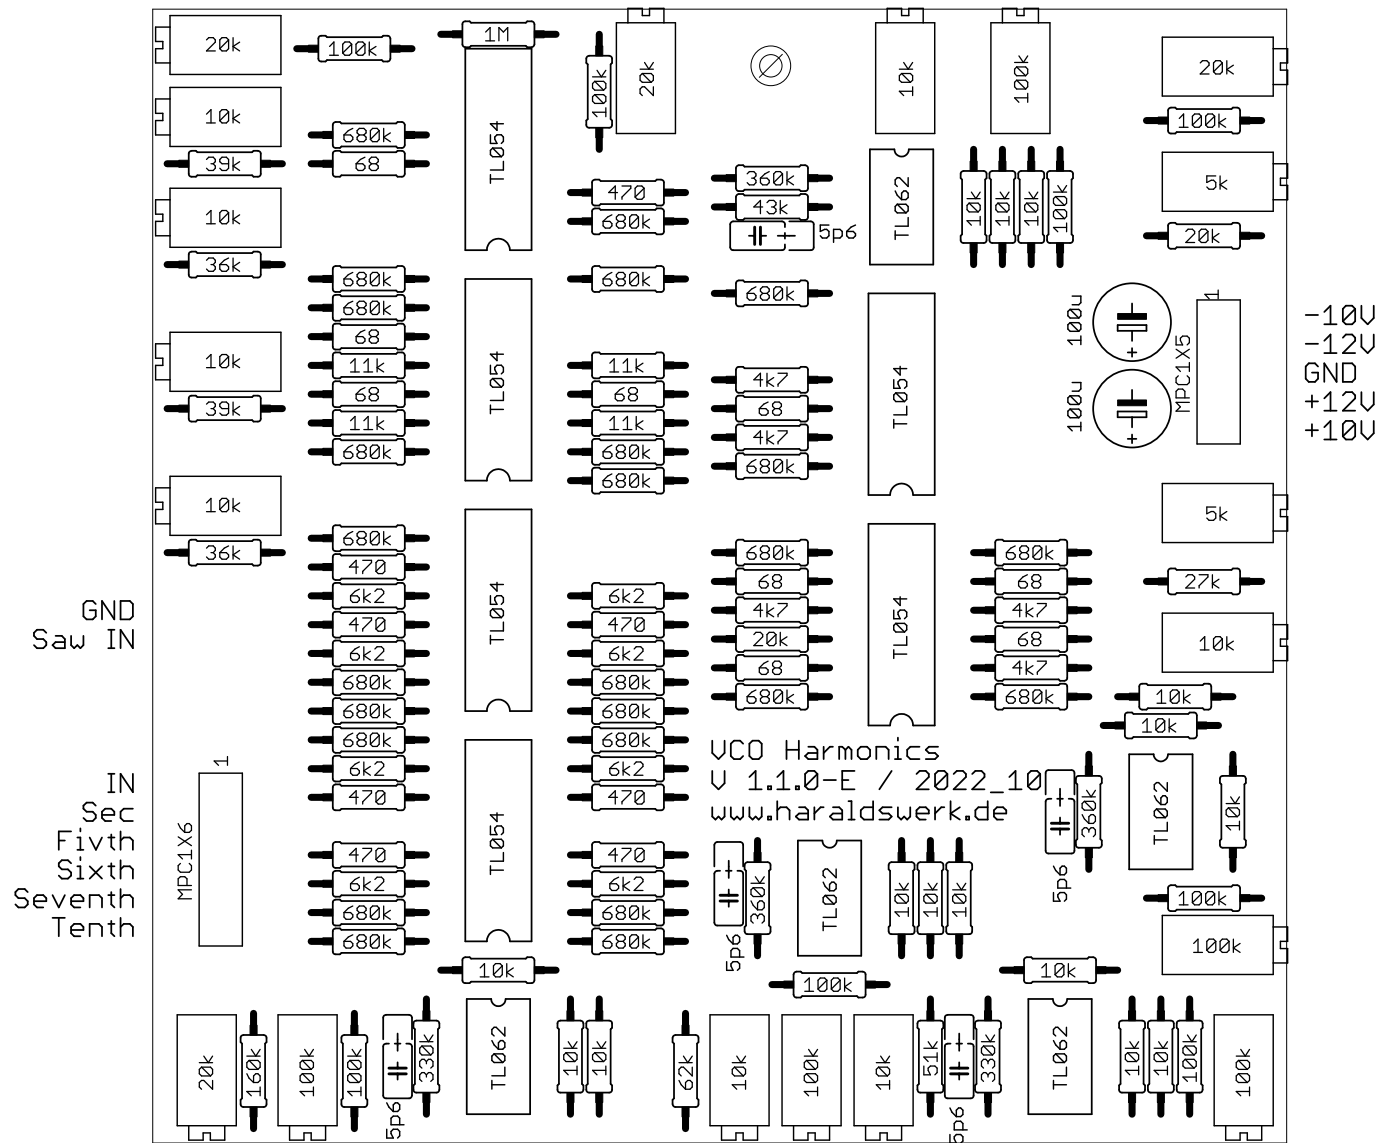 20k
100k
1M
100k
20k
10k
100k
20k
10k
680k
TL054
100k
39k
68
360k
TL062
10k
10k
10k
100k
5k
10k
470
43k
680k
5p6
20k
36k
680k
680k
680k
680k
100u
1
-10V
68
MPC1X5
-12V
10k
11k
TL054
11k
4k7
TL054
GND
39k
68
68
68
100u
+12V
11k
11k
4k7
+10V
680k
680k
680k
680k
10k
5k
36k
680k
680k
680k
470
68
68
27k
6k2
TL054
6k2
4k7
TL054
4k7
GND
470
470
20k
68
10k
Saw IN
6k2
6k2
68
4k7
680k
680k
680k
680k
10k
680k
680k
10k
680k
680k
VCO Harmonics
1
6k2
6k2
V 1.1.0-E / 2022_10
IN
470
470
www.haraldswerk.de
360k
TL062
10k
Sec
Fivth
MPC1X6
470
TL054
470
5p6
Sixth
6k2
6k2
360k
TL062
10k
10k
10k
100k
Seventh
680k
680k
Tenth
680k
680k
5p6
100k
10k
100k
10k
20k
160k
100k
100k
330k
TL062
10k
10k
62k
10k
100k
10k
51k
330k
TL062
10k
10k
100k
100k
5p6
5p6